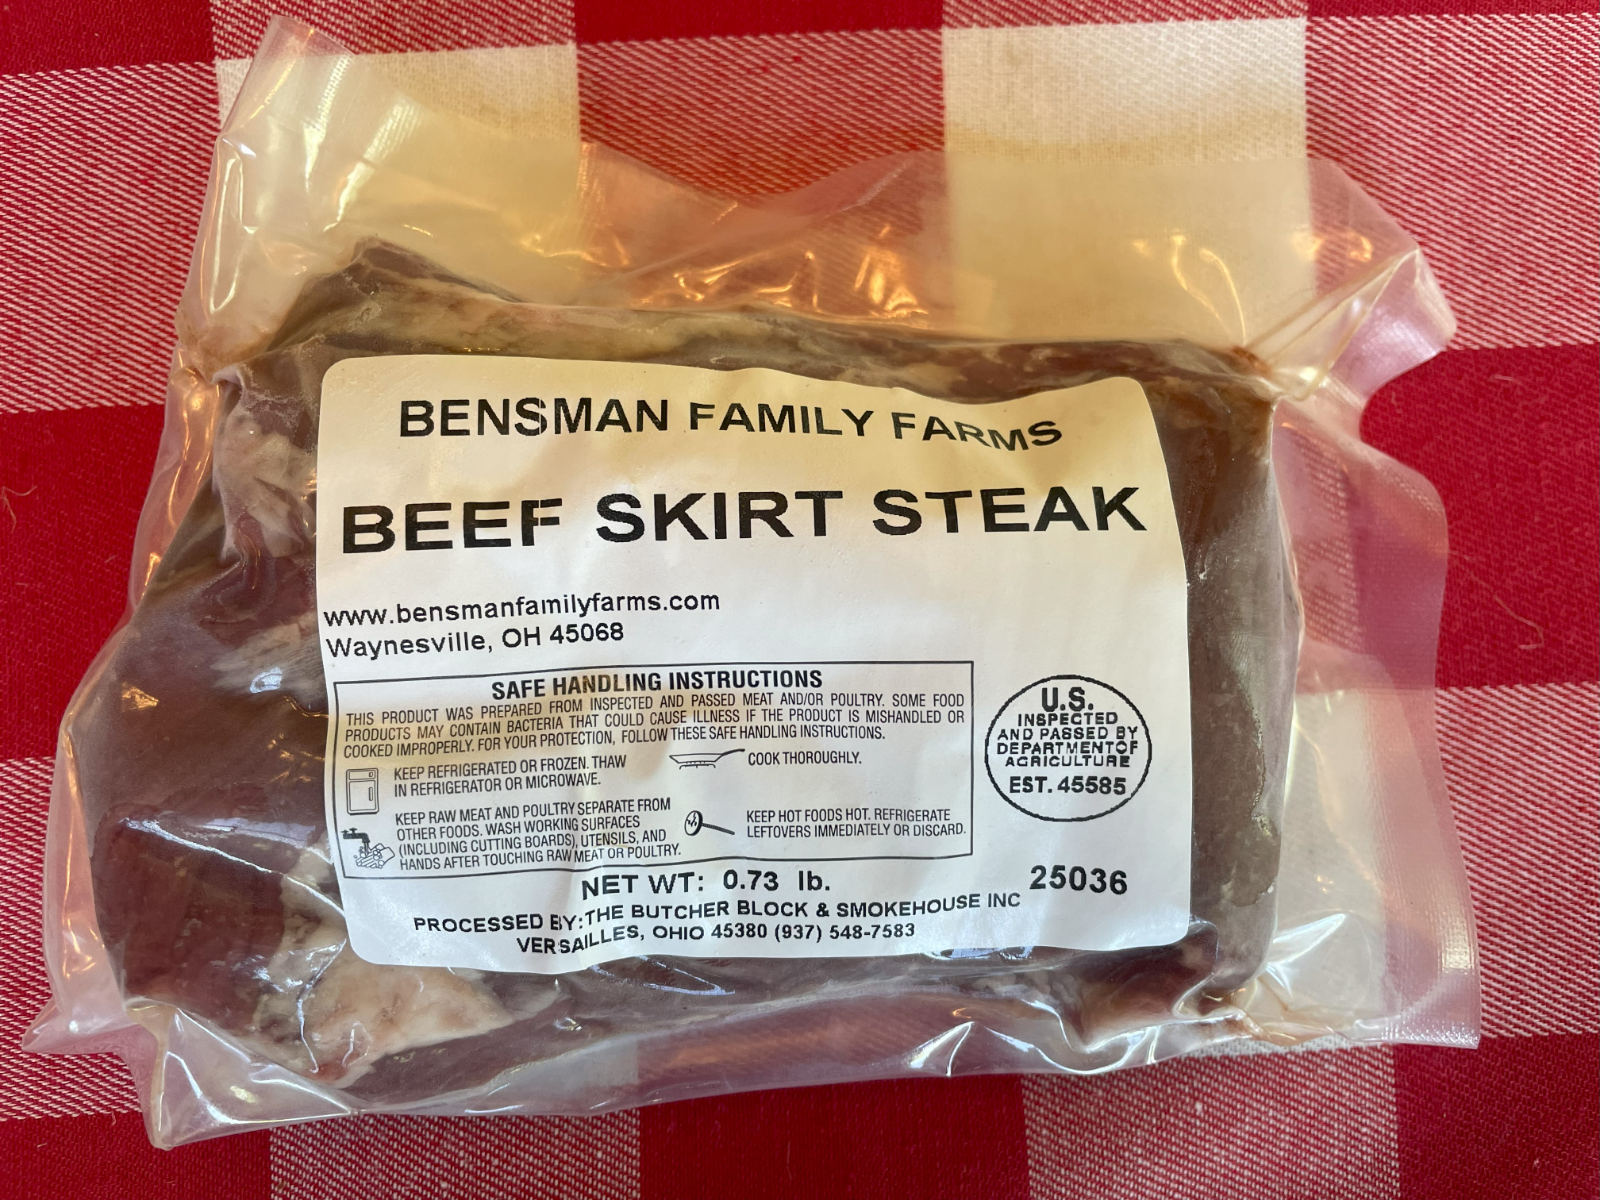 BENSMAN FAMILY FARMS
BEEF SKIRT STEAK
www.bensmanfamilyfarms.com
Waynesville, OH 45068
SAFE HANDLING INSTRUCTIONS
THIS PRODUCT WAS PREPARED FROM INSPECTED AND PASSED MEAT AND/OR POULTRY. SOME FOOD
PRODUCTS MAY CONTAIN BACTERIA THAT COULD CAUSE ILLNESS IF THE PRODUCT IS MISHANDLED OR
COOKED IMPROPERLY. FOR YOUR PROTECTION, FOLLOW THESE SAFE HANDLING INSTRUCTIONS.
KEEP REFRIGERATED OR FROZEN. THAW
IN REFRIGERATOR OR MICROWAVE.
COOK THOROUGHLY.
KEEP RAW MEAT AND POULTRY SEPARATE FROM
OTHER FOODS. WASH WORKING SURFACES
(INCLUDING CUTTING BOARDS), UTENSILS, AND
HANDS AFTER TOUCHING RAW MEAT OR POULTRY.
KEEP HOT FOODS HOT. REFRIGERATE
LEFTOVERS IMMEDIATELY OR DISCARD.
U.S.
INSPECTED
AND PASSED BY
DEPARTMENTOF
AGRICULTURE
EST. 45585
NET WT: 0.73 lb.
25036
PROCESSED BY:THE BUTCHER BLOCK & SMOKEHOUSE INC
VERSAILLES, OHIO 45380 (937) 548-7583